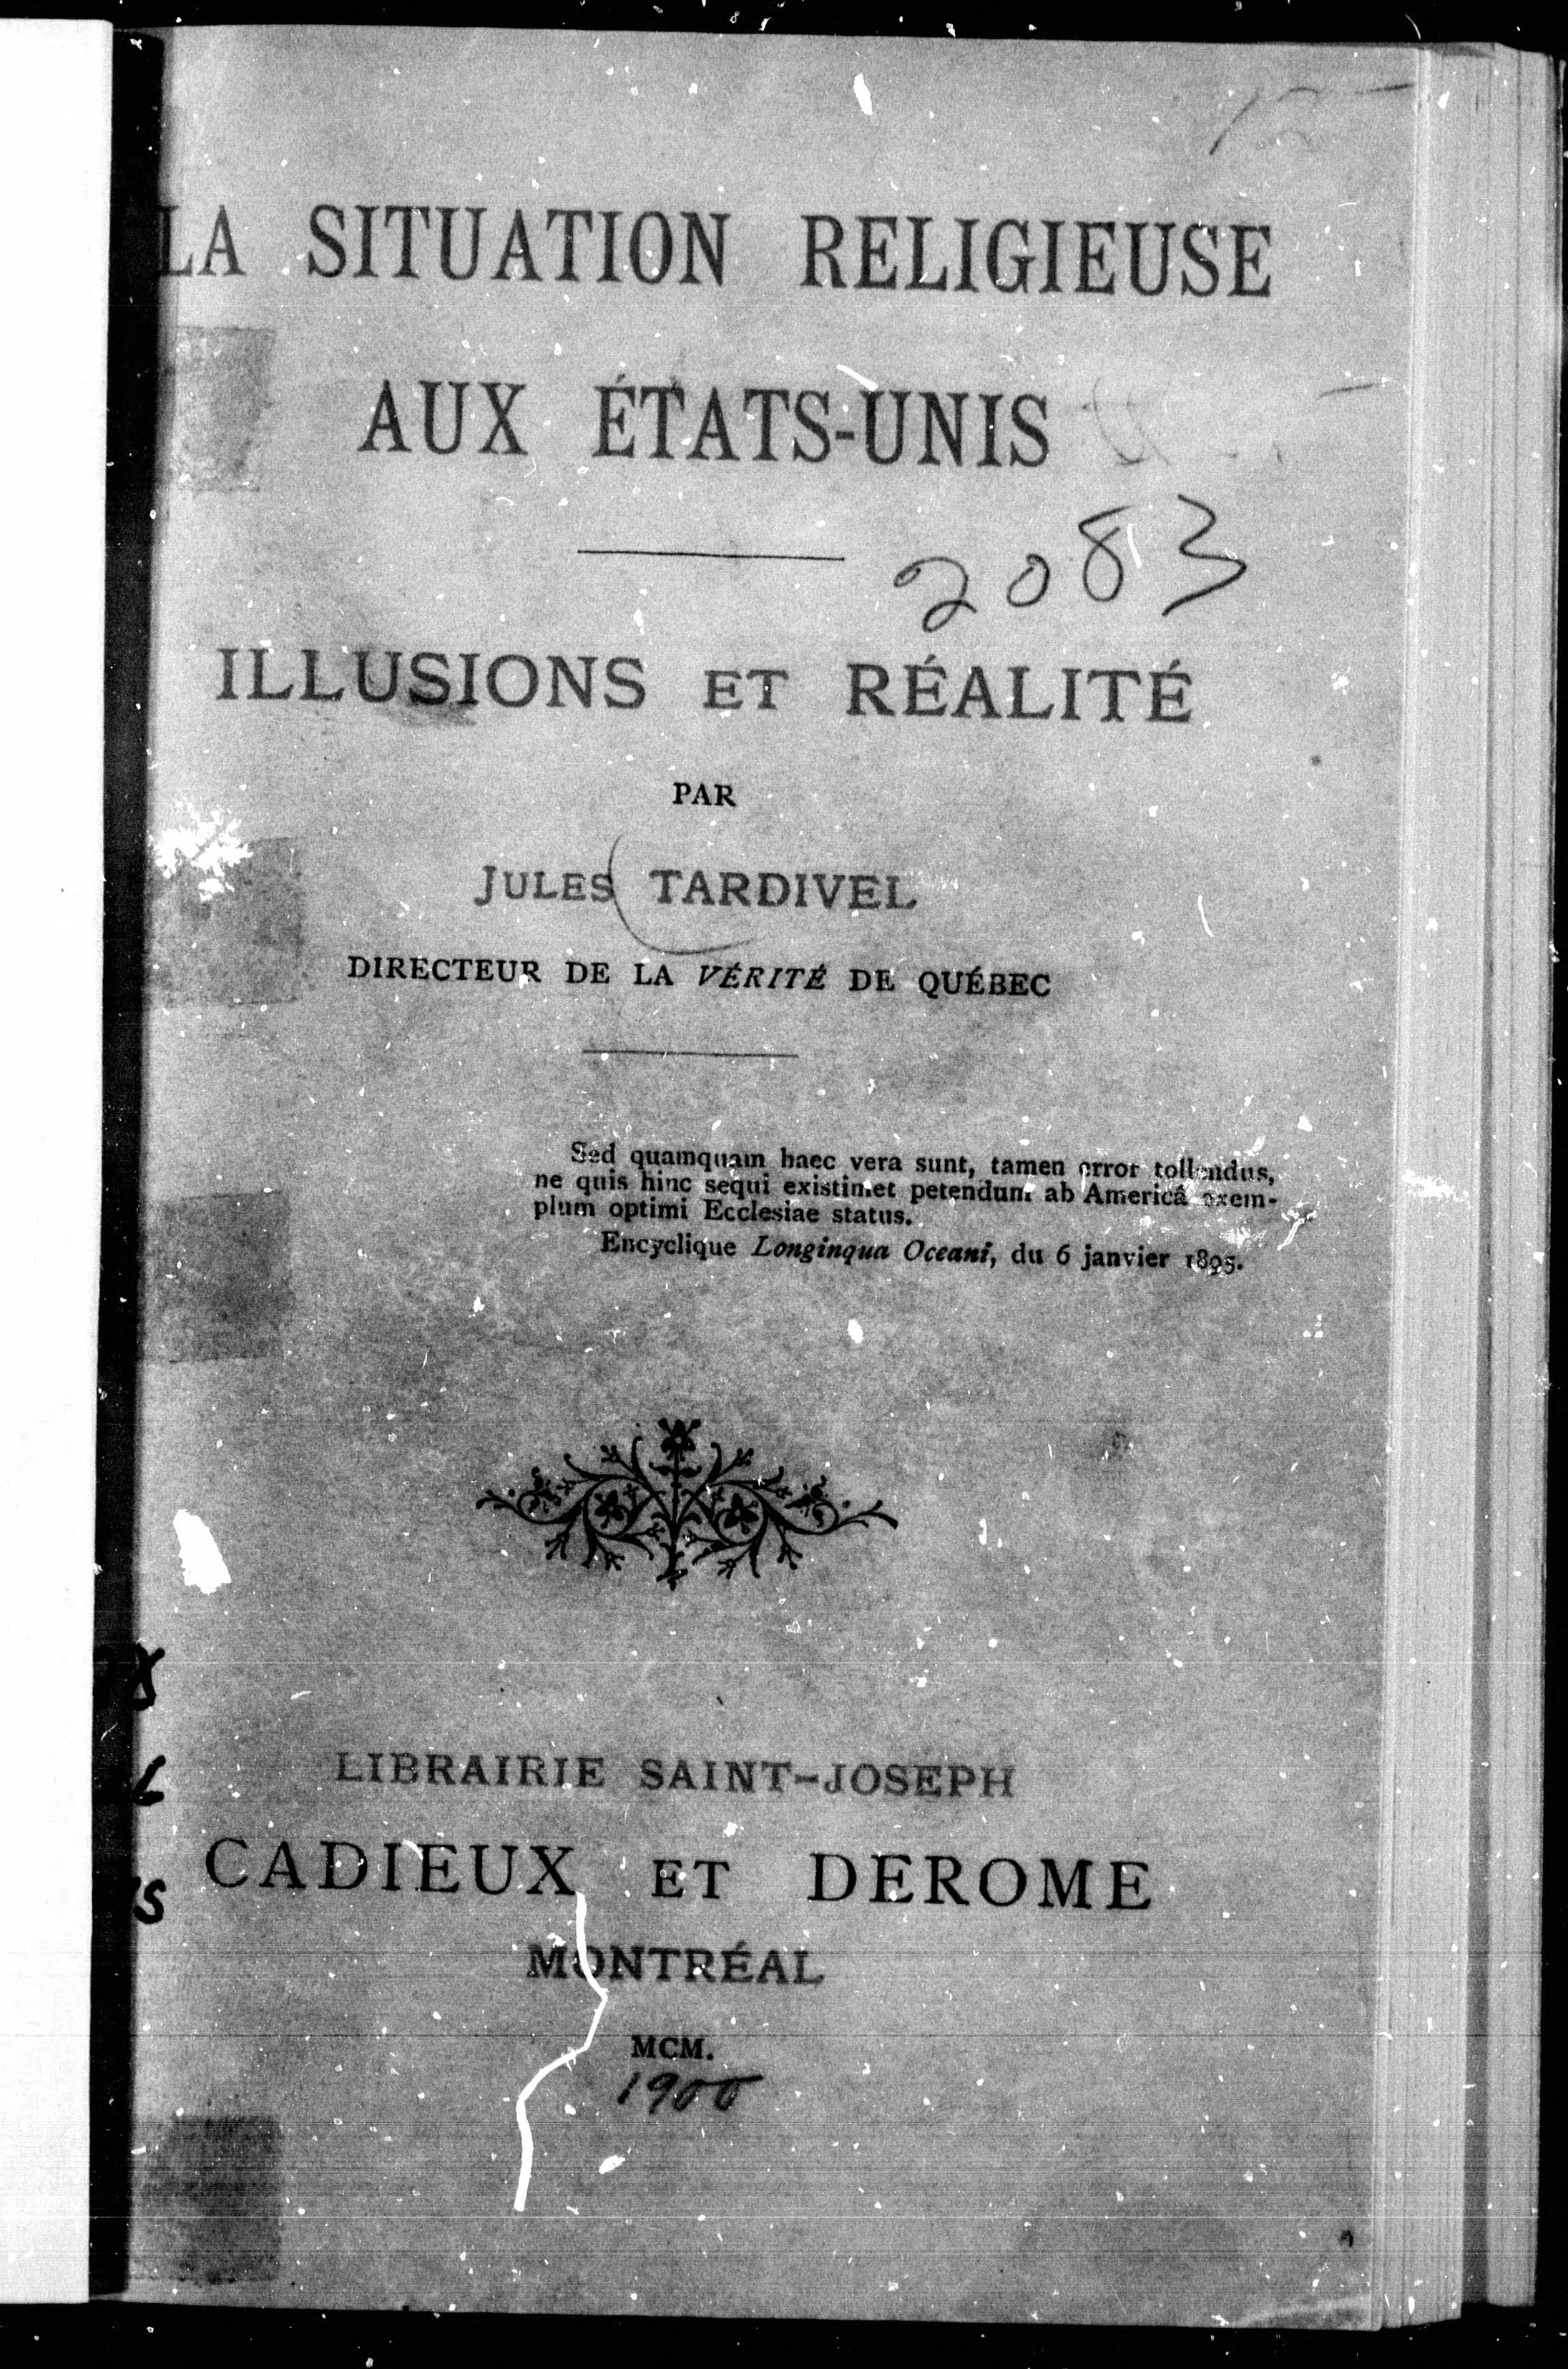 LA SITUATION RELIGIEUSE
AUX ÉTATS-UNIS
2083
ILLUSIONS ET RÉALITÉ
PAR
JULES TARDIVEL
DIRECTEUR DE LA VÉRITÉ DE QUÉBEC
Sed quamquam haec vera sunt, tamen error tollendus,
ne quis hinc sequi existimet petendum ab Americâ exem-
plum optimi Ecclesiae status.
Encyclique Longinqua Oceani, du 6 janvier 1895.
LIBRAIRIE SAINT-JOSEPH
CADIEUX ET DEROME
MONTRÉAL
MCM.
1900